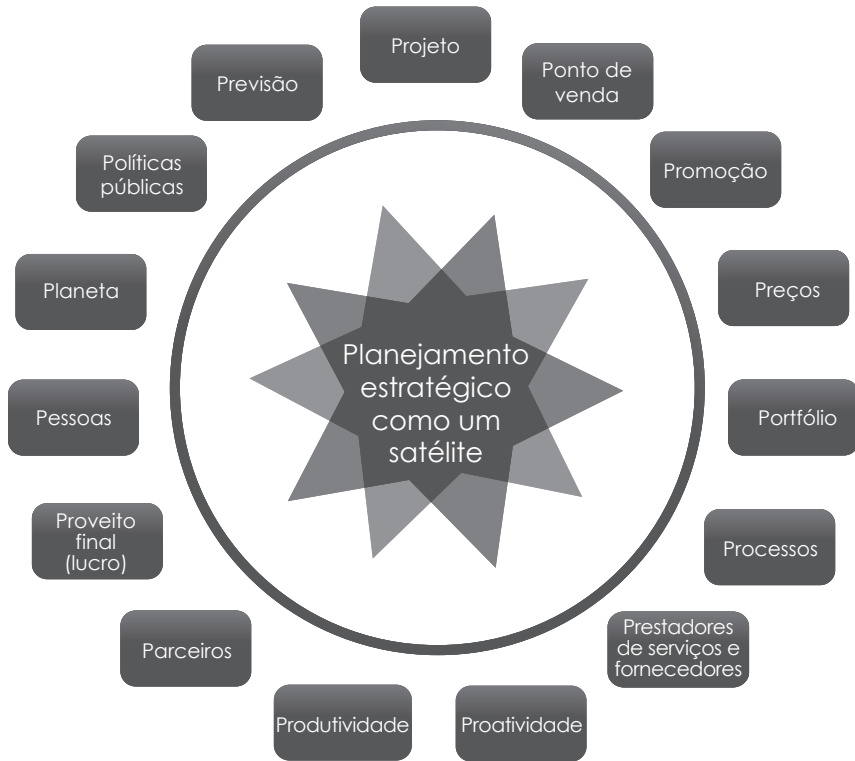 Projeto
Ponto de
venda
Promoção
Preços
Portfólio
Processos
Prestadores
de serviços e
fornecedores
Proatividade
Produtividade
Parceiros
Proveito
final
(lucro)
Pessoas
Planeta
Políticas
públicas
Previsão
Planejamento
estratégico
como um
satélite